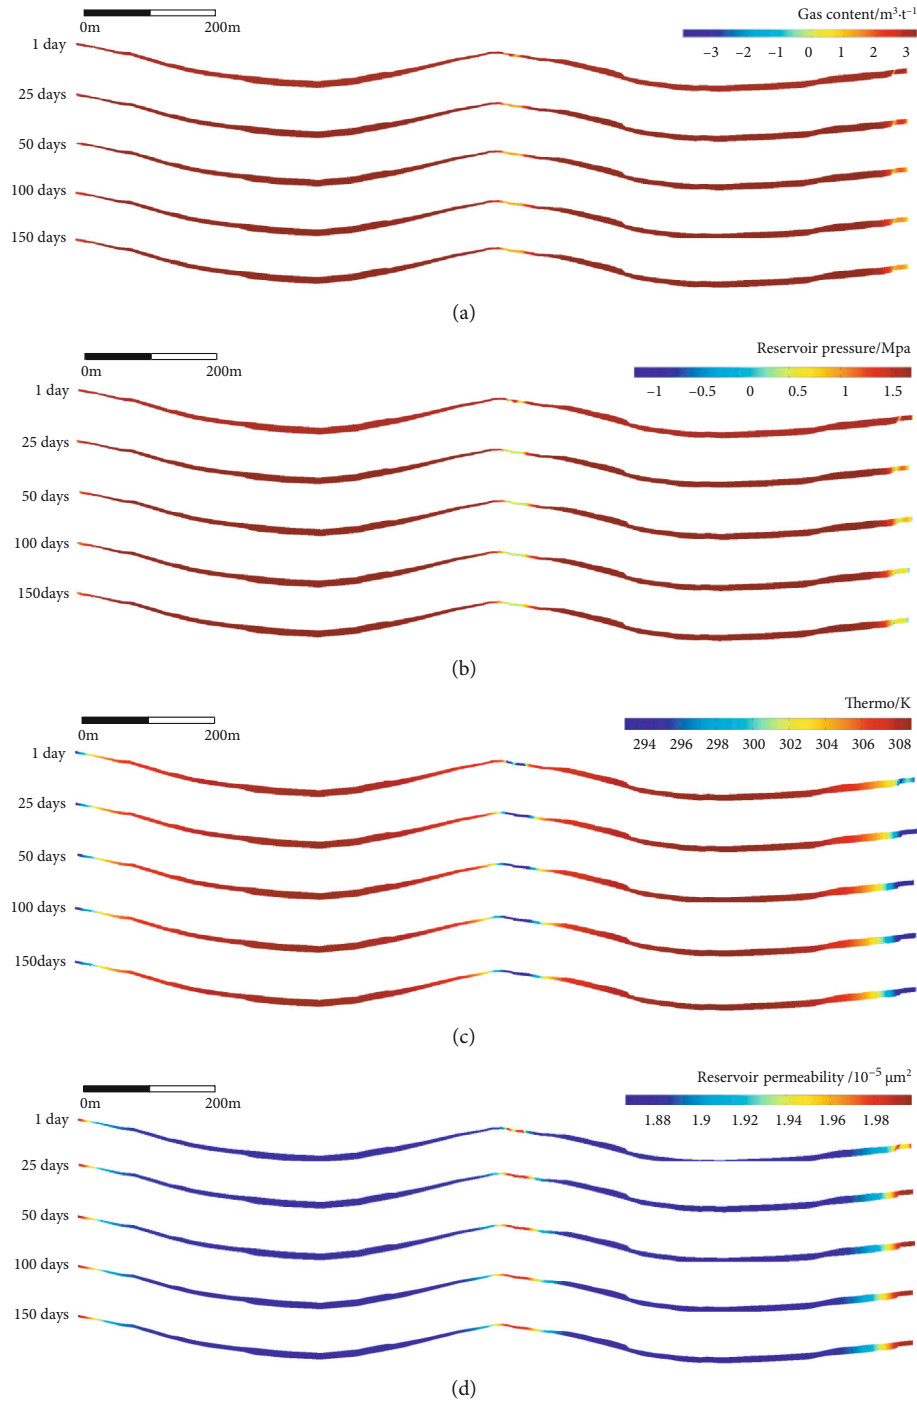 0m 200m
Gas content/m³·t⁻¹
–3 –2 –1 0 1 2 3
1 day
25 days
50 days
100 days
150 days
(a)
0m 200m
Reservoir pressure/Mpa
–1 –0.5 0 0.5 1 1.5
1 day
25 days
50 days
100 days
150days
(b)
0m 200m
Thermo/K
294 296 298 300 302 304 306 308
1 day
25 days
50 days
100 days
150days
(c)
0m 200m
Reservoir permeability /10⁻⁵ μm²
1.88 1.9 1.92 1.94 1.96 1.98
1 day
25 days
50 days
100 days
150 days
(d)